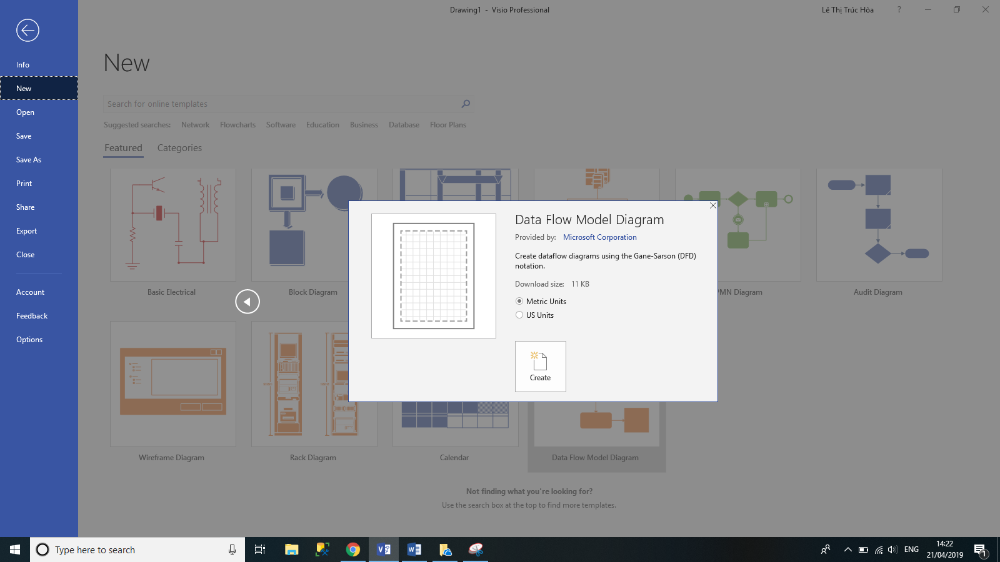 Drawing1 - Visio Professional
Lê Thị Trúc Hòa
?
Info
New
Open
Save
Save As
Print
Share
Export
Close
Account
Feedback
Options
New
Search for online templates
Suggested searches: Network Flowcharts Software Education Business Database Floor Plans
Featured Categories
Basic Electrical
Block Diagram
PMN Diagram
Audit Diagram
Data Flow Model Diagram
Provided by: Microsoft Corporation
Create dataflow diagrams using the Gane-Sarson (DFD)
notation.
Download size: 11 KB
Metric Units
US Units
Create
Wireframe Diagram
Rack Diagram
Calendar
Data Flow Model Diagram
Not finding what you're looking for?
Use the search box at the top to find more templates.
Type here to search
ENG
14:22
21/04/2019
1